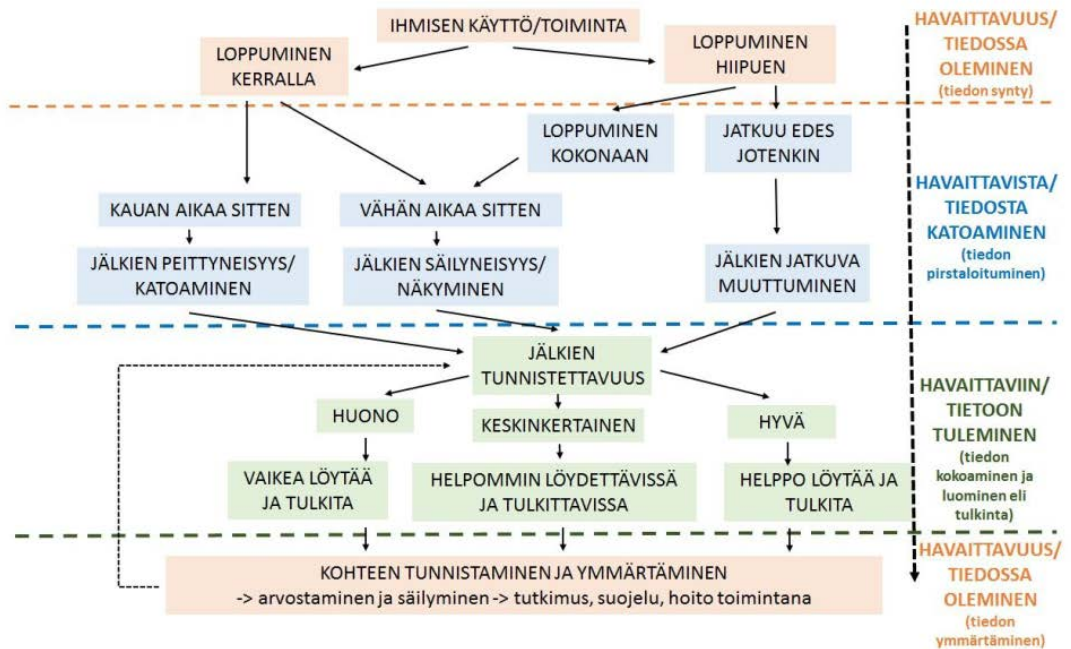 IHMISEN KÄYTTÖ/TOIMINTA
LOPPUMINEN
KERRALLA
LOPPUMINEN
HIIPUEN
HAVAITTAVUUS/
TIEDOSSA
OLEMINEN
(tiedon synty)
LOPPUMINEN
KOKONAAN
JATKUU EDES
JOTENKIN
KAUAN AIKAA SITTEN
VÄHÄN AIKAA SITTEN
JÄLKIEN PEITTYNEISYYS/
KATOAMINEN
JÄLKIEN SÄILYNEISYYS/
NÄKYMINEN
JÄLKIEN JATKUVA
MUUTTUMINEN
HAVAITTAVISTA/
TIEDOSTA
KATOAMINEN
(tiedon
pirstaloituminen)
JÄLKIEN
TUNNISTETTAVUUS
HUONO
KESKINKERTAINEN
HYVÄ
VAIKEA LÖYTÄÄ
JA TULKITA
HELPOMMIN LÖYDETTÄVISSÄ
JA TULKITTAVISSA
HELPPO LÖYTÄÄ JA
TULKITA
HAVAITTAVIIN/
TIETOON
TULEMINEN
(tiedon
kokoaminen ja
luominen eli
tulkinta)
KOHTEEN TUNNISTAMINEN JA YMMÄRTÄMINEN
-> arvostaminen ja säilyminen -> tutkimus, suojelu, hoito toimintana
HAVAITTAVUUS/
TIEDOSSA
OLEMINEN
(tiedon
ymmärtäminen)